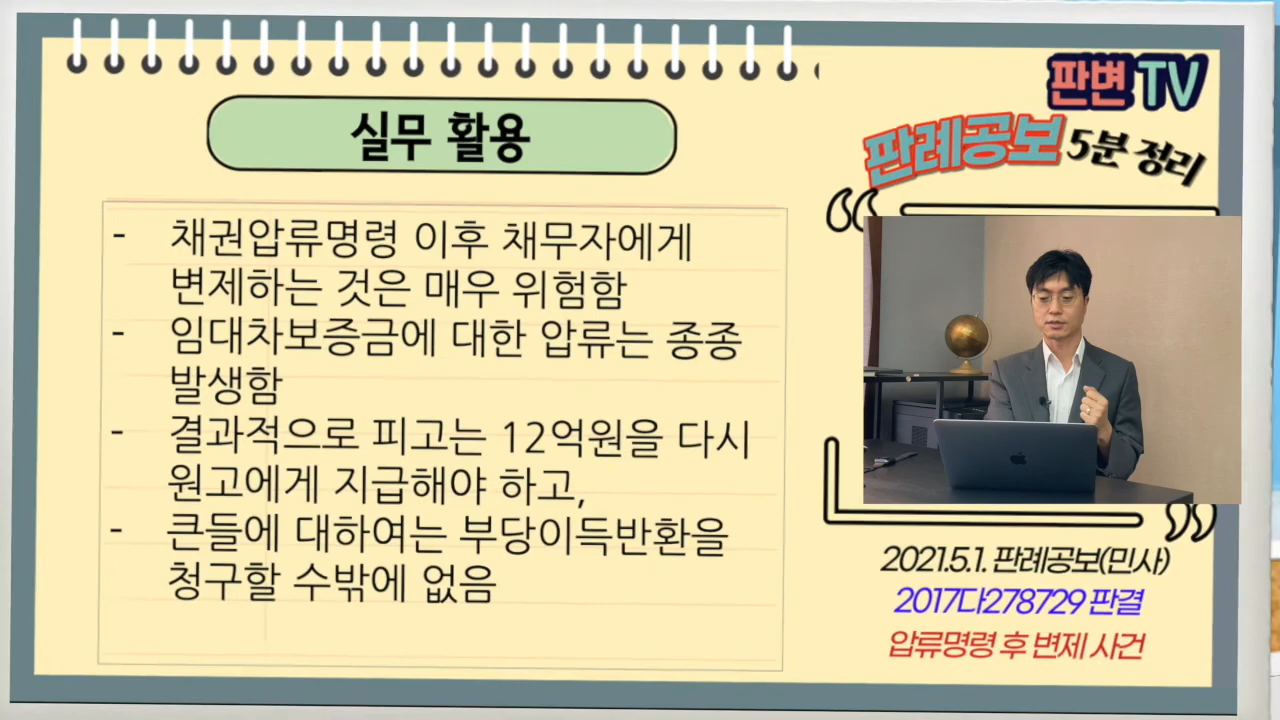 판변 TV
판례공보 5분 정리
실무 활용
- 채권압류명령 이후 채무자에게
변제하는 것은 매우 위험함
- 임대차보증금에 대한 압류는 종종
발생함
- 결과적으로 피고는 12억원을 다시
원고에게 지급해야 하고,
- 큰들에 대하여는 부당이득반환을
청구할 수밖에 없음
2021.5.1. 판례공보(민사)
2017다278729 판결
압류명령 후 변제 사건